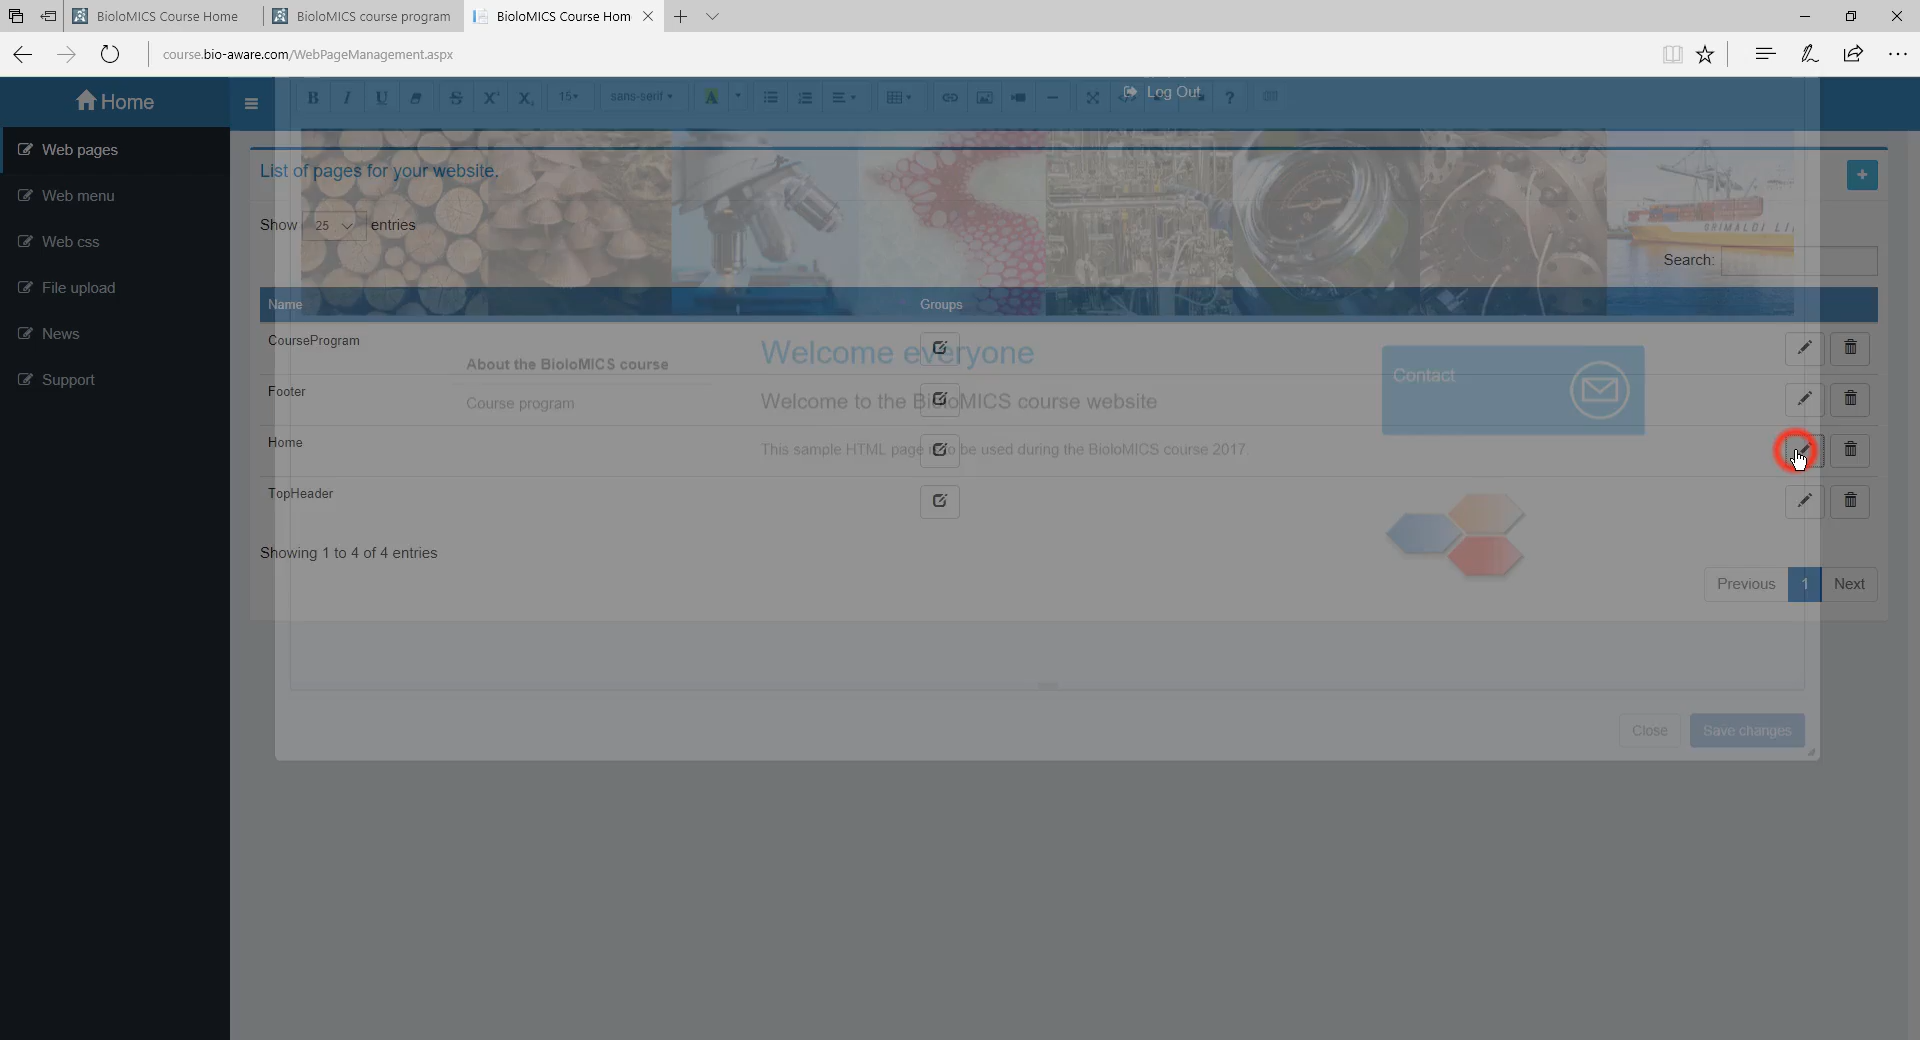 BioloMICS Course Home
BioloMICS course program
BioloMICS Course Hom
course.bio-aware.com/WebPageManagement.aspx
Home
Log Out
B I U S X² X₂ 15 sans-serif A ?
Web pages
Web menu
Web css
File upload
News
Support
List of pages for your website.
Show 25 entries
GRIMALDI LI
Search:
Name Groups
CourseProgram
About the BioloMICS course
Welcome everyone
Contact
Footer
Course program
Welcome to the BioloMICS course website
Home
This sample HTML page to be used during the BioloMICS course 2017
TopHeader
Showing 1 to 4 of 4 entries
Previous 1 Next
Close Save changes